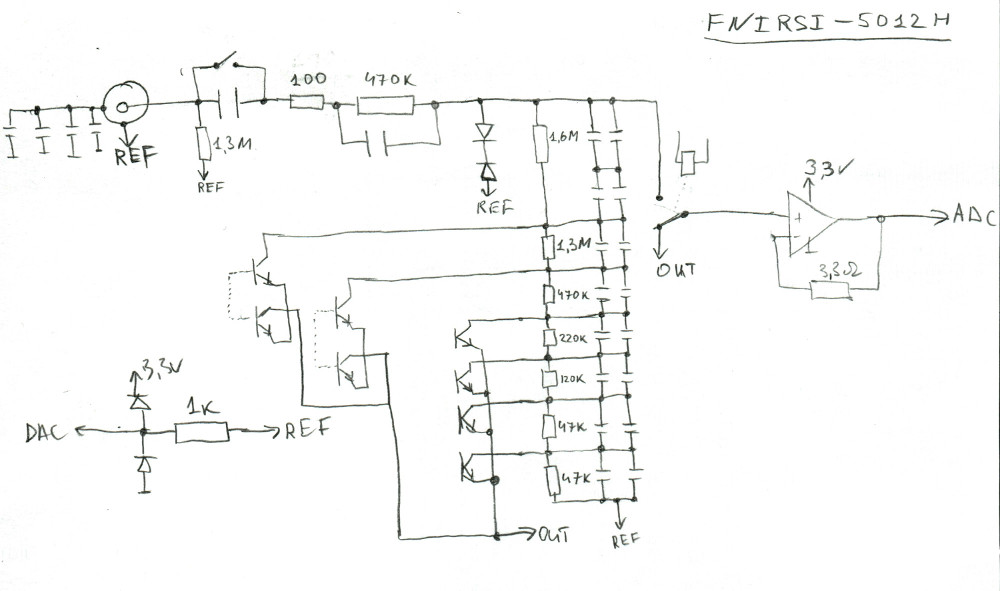 FNIRSI-5012H
100
470K
REF
1,3M
REF
REF
1,6M
3,3V
ADC
+
-
3,3Ω
OUT
1,3M
470K
220K
120K
47K
47K
3,3V
1K
DAC
REF
OUT
REF